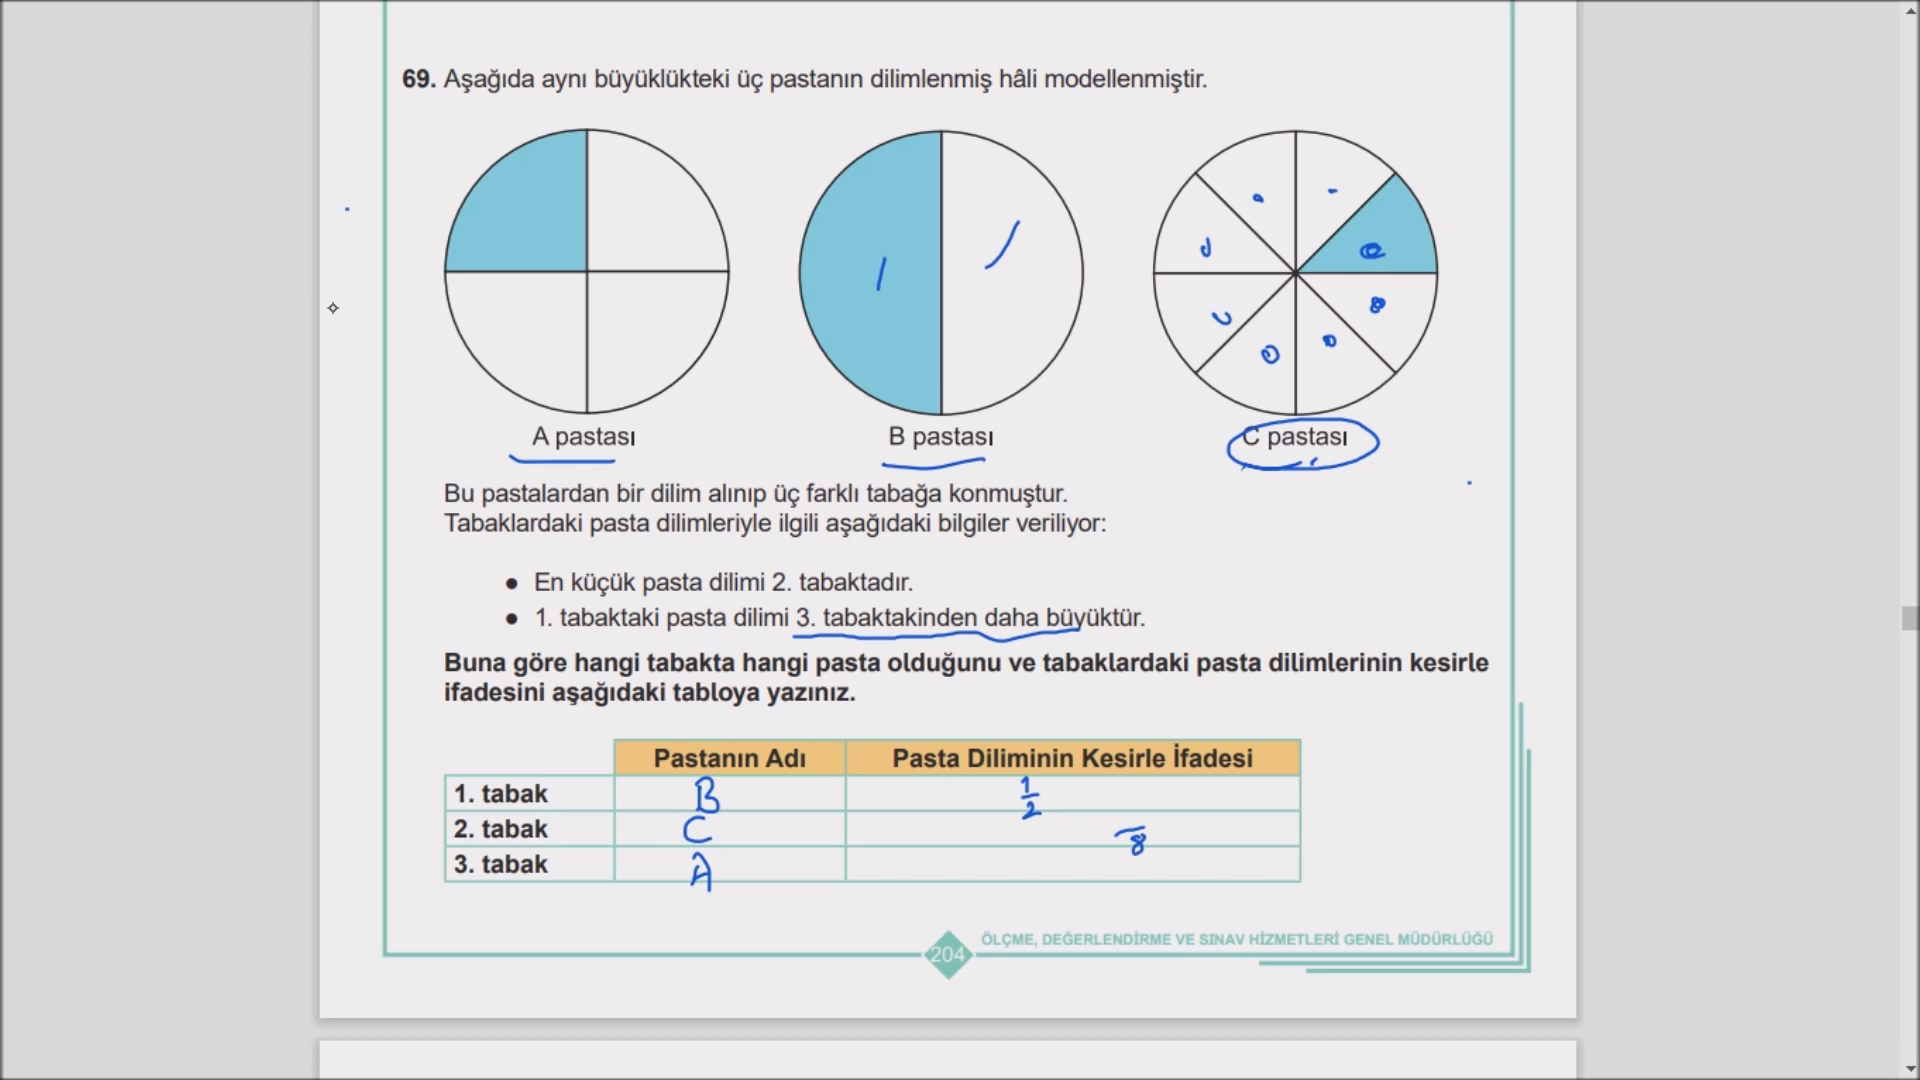 69. Aşağıda aynı büyüklükteki üç pastanın dilimlenmiş hâli modellenmiştir.
A pastası B pastası C pastası
Bu pastalardan bir dilim alınıp üç farklı tabağa konmuştur.
Tabaklardaki pasta dilimleriyle ilgili aşağıdaki bilgiler veriliyor:
● En küçük pasta dilimi 2. tabaktadır.
● 1. tabaktaki pasta dilimi 3. tabaktakinden daha büyüktür.
Buna göre hangi tabakta hangi pasta olduğunu ve tabaklardaki pasta dilimlerinin kesirle
ifadesini aşağıdaki tabloya yazınız.
Pastanın Adı Pasta Diliminin Kesirle İfadesi
1. tabak B 1/2
2. tabak C 8
3. tabak A
204 ÖLÇME, DEĞERLENDİRME VE SINAV HİZMETLERİ GENEL MÜDÜRLÜĞÜ